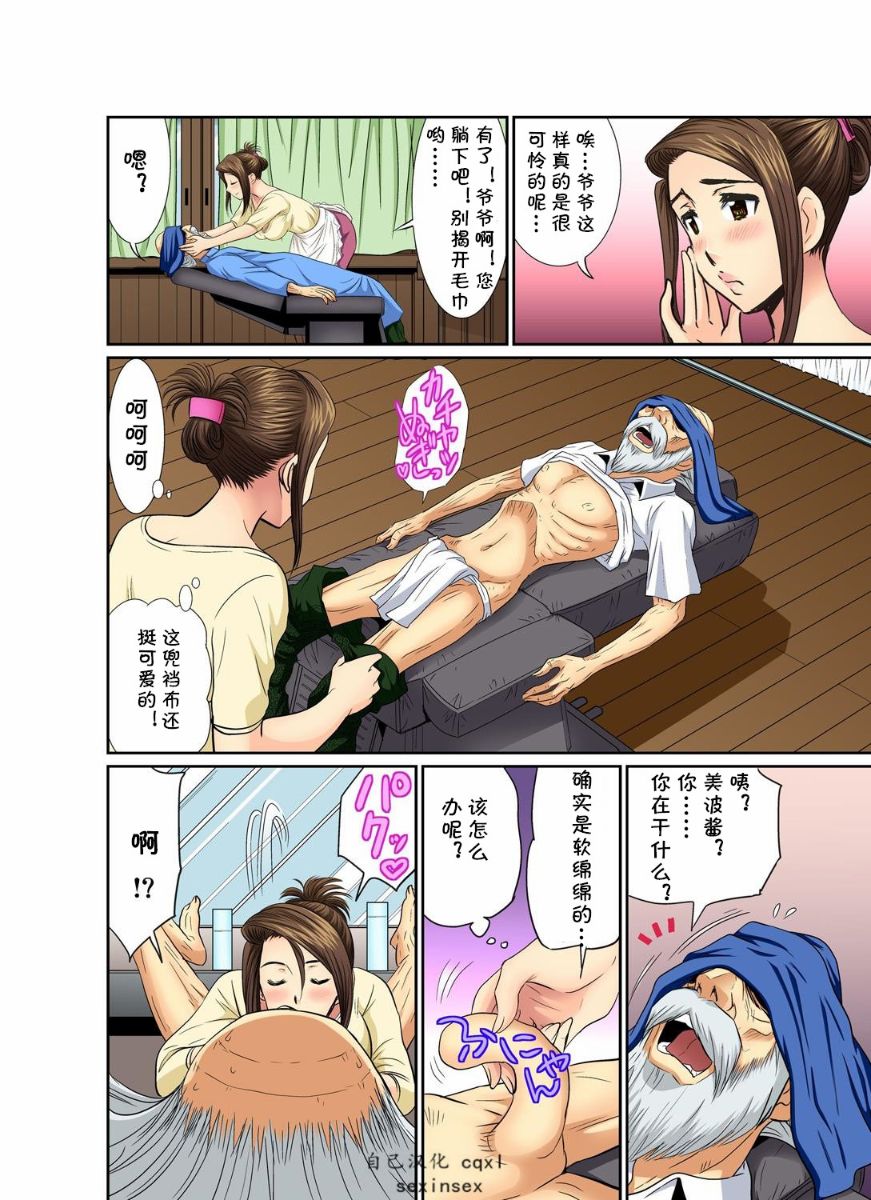 唉…爷爷这
样真的是很
可怜的呢…
有了！爷爷啊！您
躺下吧！别揭开毛巾
哟……
嗯？
カチャッ
ぬぎっ♡
呵呵呵
这兜裆布还
挺可爱的！
咦？
美波酱？
你……
你在干什么？
确实是软绵绵的…
该怎么
办呢？
ふにゃん
パクッ♡
啊!?
自己汉化 cqxl
sexinsex